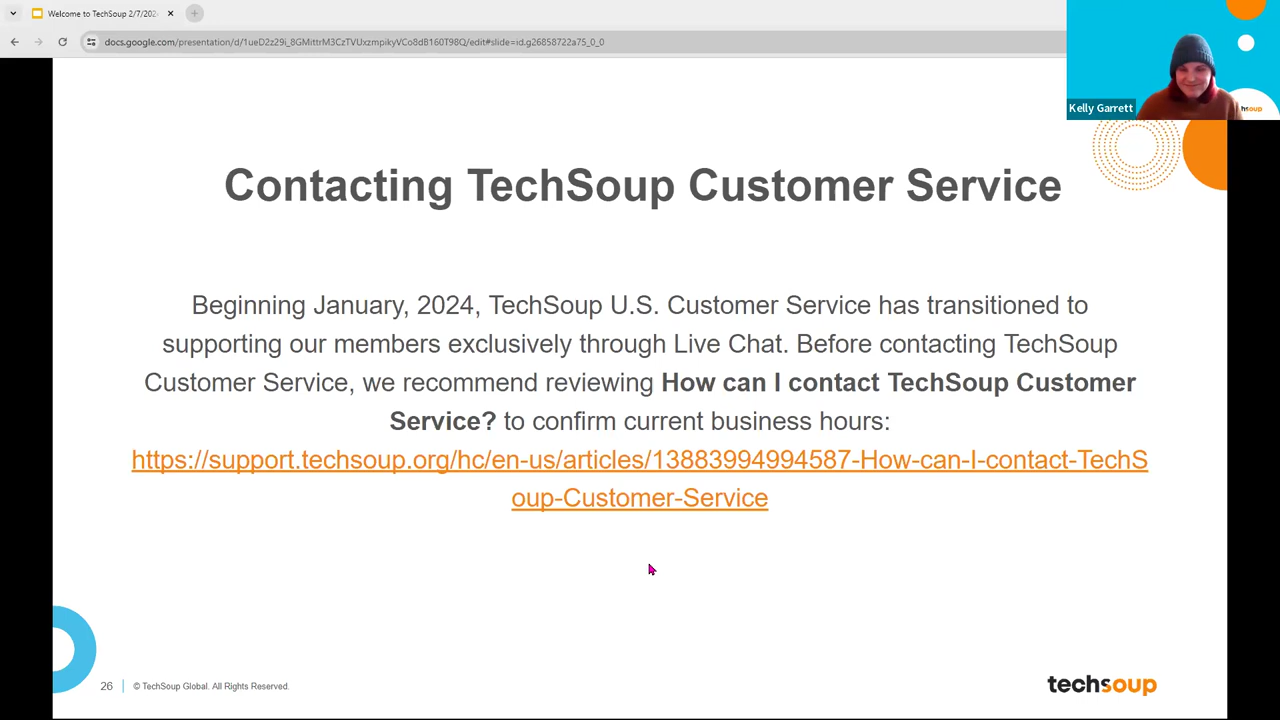 Welcome to TechSoup 2/7/202
docs.google.com/presentation/d/1ueD2z29i_8GMittrM3CzTVUxzmpikyVCo8dB160T98Q/edit#slide=id.g26858722a75_0_0
Kelly Garrett
soup
Contacting TechSoup Customer Service
Beginning January, 2024, TechSoup U.S. Customer Service has transitioned to
supporting our members exclusively through Live Chat. Before contacting TechSoup
Customer Service, we recommend reviewing How can I contact TechSoup Customer
Service? to confirm current business hours:
https://support.techsoup.org/hc/en-us/articles/13883994994587-How-can-I-contact-TechS
oup-Customer-Service
26
© TechSoup Global. All Rights Reserved.
techsoup